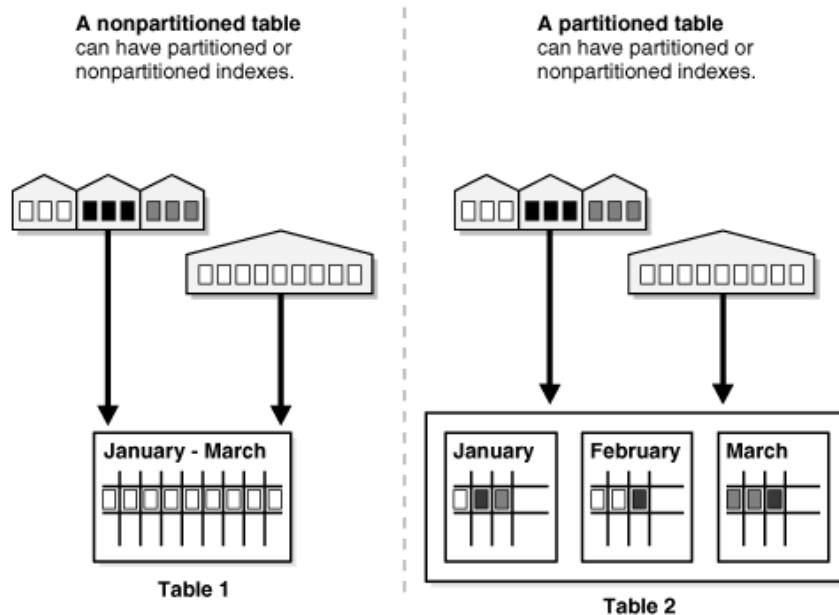 A nonpartitioned table
can have partitioned or
nonpartitioned indexes.
A partitioned table
can have partitioned or
nonpartitioned indexes.
January - March
Table 1
January
February
March
Table 2